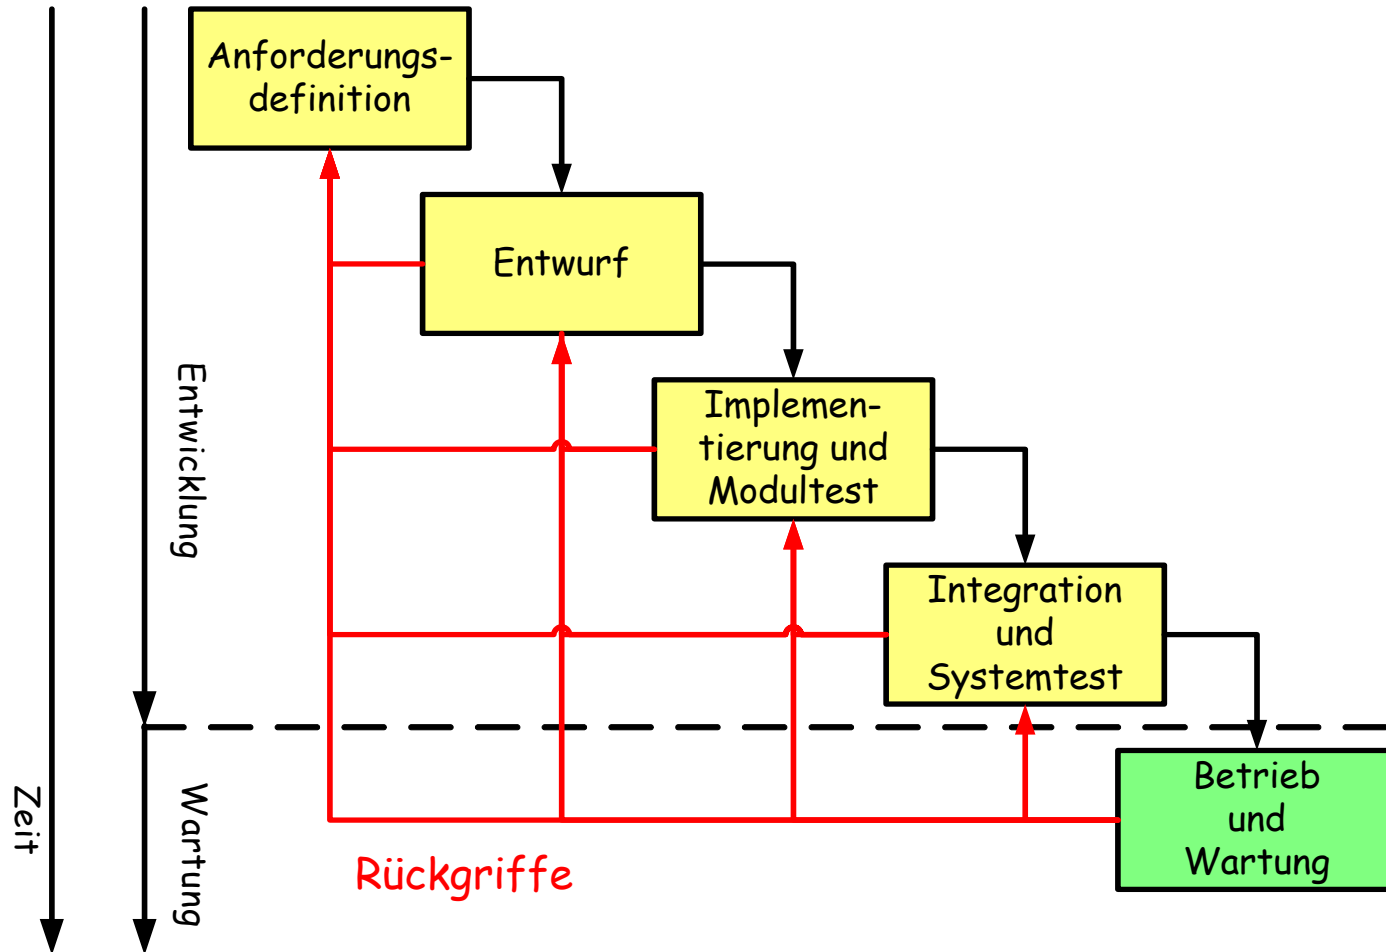 Anforderungs-
definition
Entwurf
Implemen-
tierung und
Modultest
Integration
und
Systemtest
Betrieb
und
Wartung
Entwicklung
Wartung
Zeit
Rückgriffe